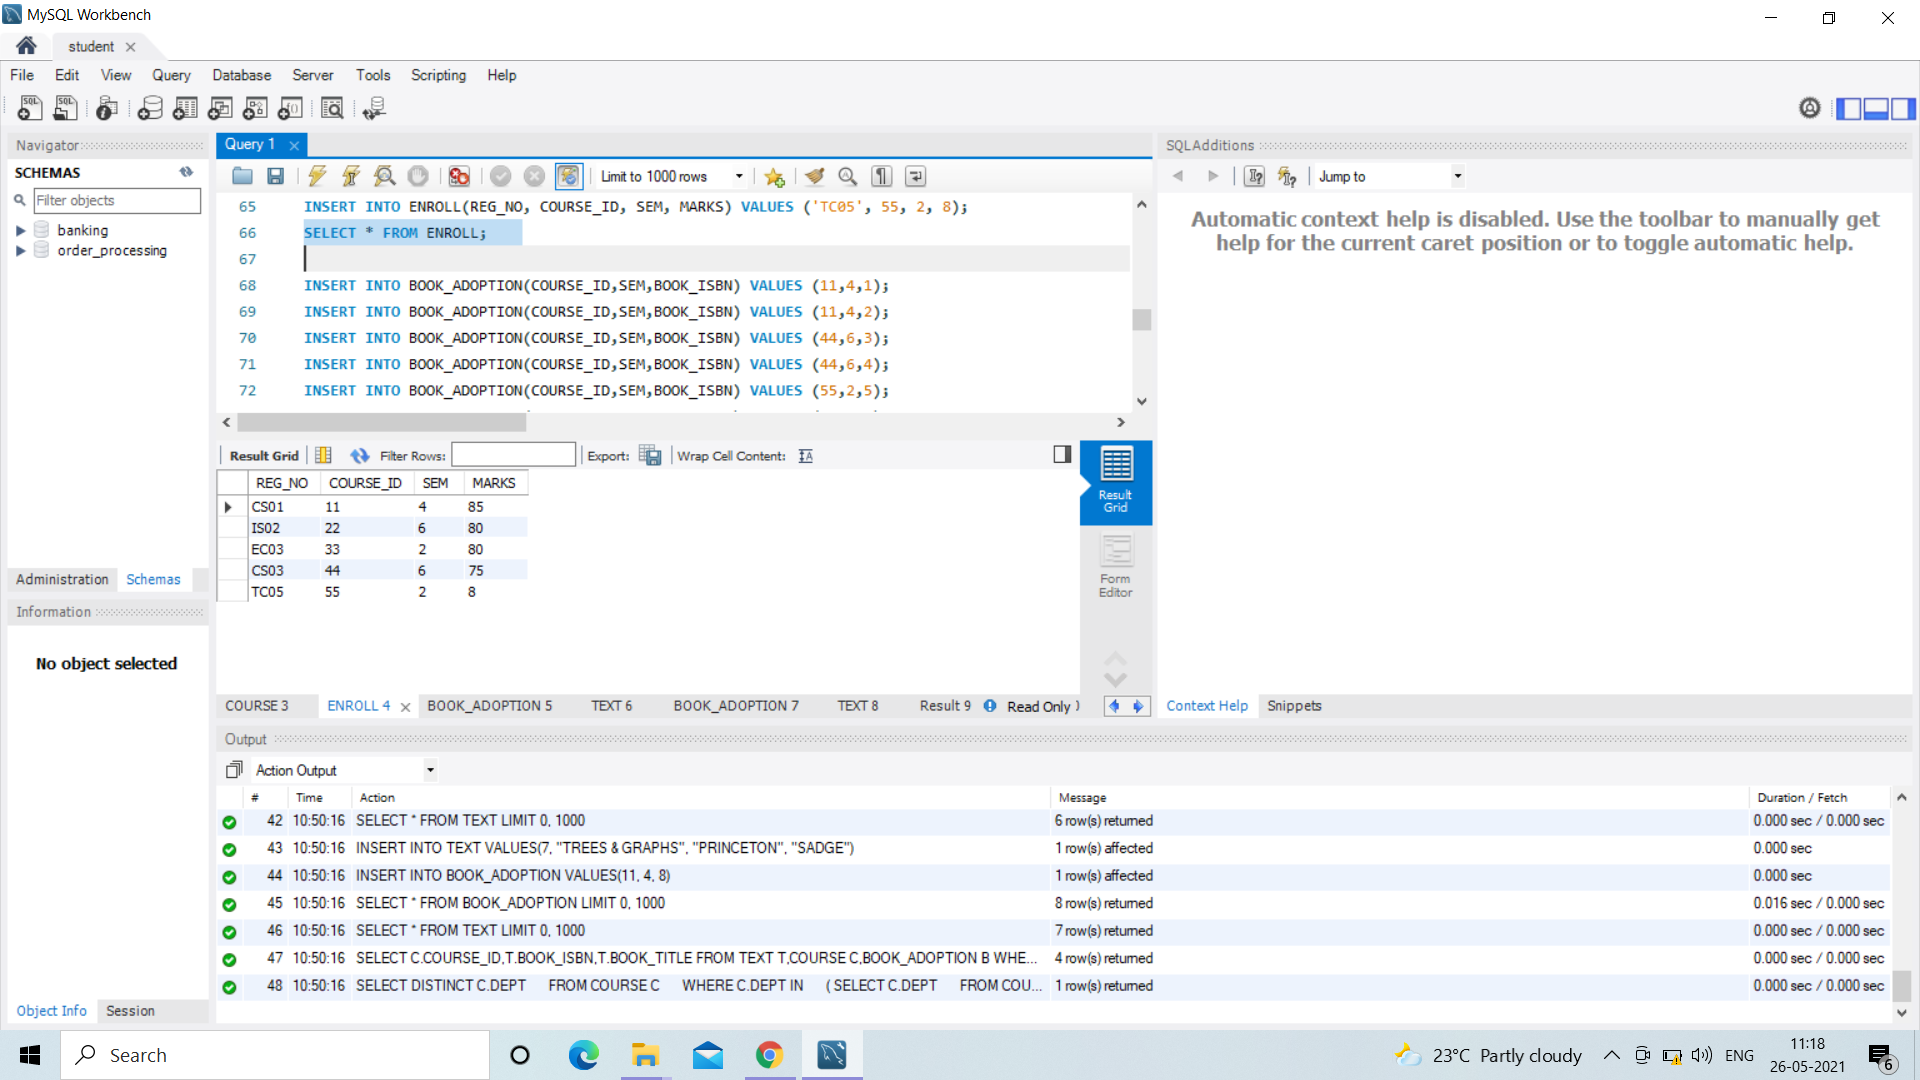 MySQL Workbench
student
File Edit View Query Database Server Tools Scripting Help
Navigator
SCHEMAS
Filter objects
banking
order_processing
Administration Schemas
Information
No object selected
Object Info Session
Query 1
Limit to 1000 rows
65 INSERT INTO ENROLL(REG_NO, COURSE_ID, SEM, MARKS) VALUES ('TC05', 55, 2, 8);
66 SELECT * FROM ENROLL;
67
68 INSERT INTO BOOK_ADOPTION(COURSE_ID,SEM,BOOK_ISBN) VALUES (11,4,1);
69 INSERT INTO BOOK_ADOPTION(COURSE_ID,SEM,BOOK_ISBN) VALUES (11,4,2);
70 INSERT INTO BOOK_ADOPTION(COURSE_ID,SEM,BOOK_ISBN) VALUES (44,6,3);
71 INSERT INTO BOOK_ADOPTION(COURSE_ID,SEM,BOOK_ISBN) VALUES (44,6,4);
72 INSERT INTO BOOK_ADOPTION(COURSE_ID,SEM,BOOK_ISBN) VALUES (55,2,5);
Result Grid Filter Rows: Export: Wrap Cell Content:
REG_NO COURSE_ID SEM MARKS
CS01 11 4 85
IS02 22 6 80
EC03 33 2 80
CS03 44 6 75
TC05 55 2 8
Result
Grid
Form
Editor
COURSE 3 ENROLL 4 BOOK_ADOPTION 5 TEXT 6 BOOK_ADOPTION 7 TEXT 8 Result 9 Read Only
SQLAdditions
Jump to
Automatic context help is disabled. Use the toolbar to manually get
help for the current caret position or to toggle automatic help.
Context Help Snippets
Output
Action Output
# Time Action Message Duration / Fetch
42 10:50:16 SELECT * FROM TEXT LIMIT 0, 1000 6 row(s) returned 0.000 sec / 0.000 sec
43 10:50:16 INSERT INTO TEXT VALUES(7, "TREES & GRAPHS", "PRINCETON", "SADGE") 1 row(s) affected 0.000 sec
44 10:50:16 INSERT INTO BOOK_ADOPTION VALUES(11, 4, 8) 1 row(s) affected 0.000 sec
45 10:50:16 SELECT * FROM BOOK_ADOPTION LIMIT 0, 1000 8 row(s) returned 0.016 sec / 0.000 sec
46 10:50:16 SELECT * FROM TEXT LIMIT 0, 1000 7 row(s) returned 0.000 sec / 0.000 sec
47 10:50:16 SELECT C.COURSE_ID,T.BOOK_ISBN,T.BOOK_TITLE FROM TEXT T,COURSE C,BOOK_ADOPTION B WHE... 4 row(s) returned 0.000 sec / 0.000 sec
48 10:50:16 SELECT DISTINCT C.DEPT FROM COURSE C WHERE C.DEPT IN ( SELECT C.DEPT FROM COU... 1 row(s) returned 0.000 sec / 0.000 sec
Search
23°C Partly cloudy
ENG
11:18
26-05-2021
6